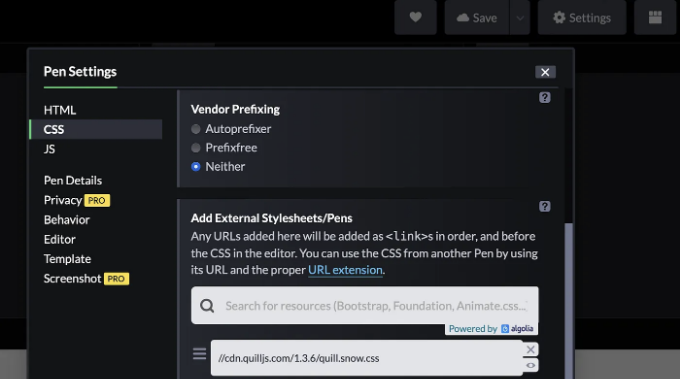 Save
Settings
Pen Settings
HTML
CSS
JS
Pen Details
Privacy PRO
Behavior
Editor
Template
Screenshot PRO
?
Vendor Prefixing
Autoprefixer
Prefixfree
Neither
?
Add External Stylesheets/Pens
Any URLs added here will be added as <link>s in order, and before
the CSS in the editor. You can use the CSS from another Pen by using
its URL and the proper URL extension.
Search for resources (Bootstrap, Foundation, Animate.css...
Powered by algolia
//cdn.quilljs.com/1.3.6/quill.snow.css